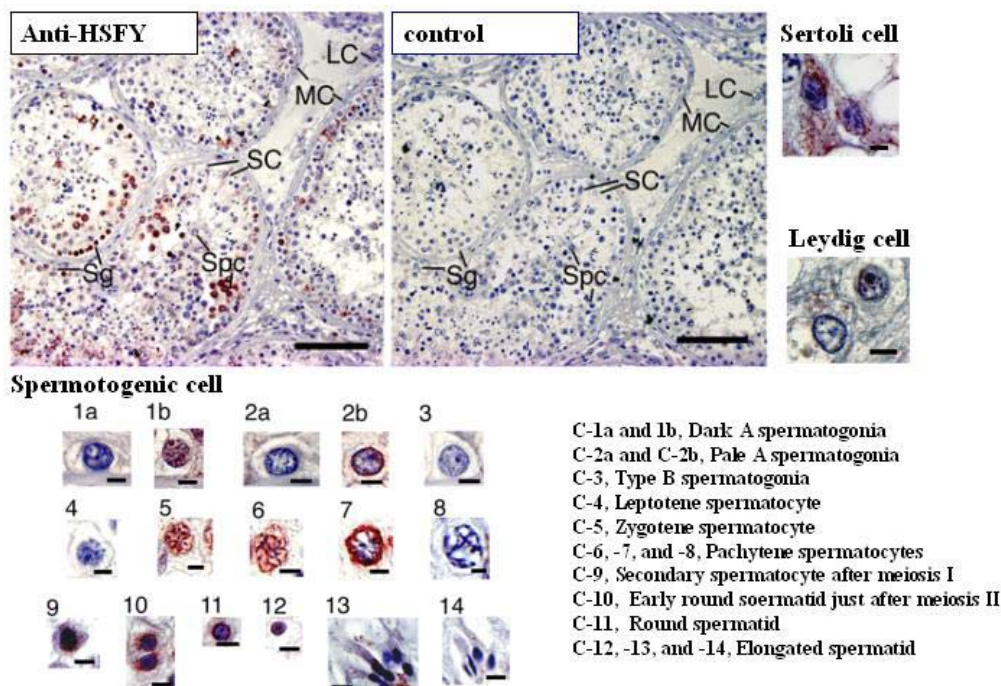 Anti-HSFY
control
Sertoli cell
LC
MC
SC
Sg
Spc
LC
MC
SC
Sg
Spc
Leydig cell
Spermotogenic cell
1a 1b 2a 2b 3
4 5 6 7 8
9 10 11 12 13 14
C-1a and 1b, Dark A spermatogonia
C-2a and C-2b, Pale A spermatogonia
C-3, Type B spermatogonia
C-4, Leptotene spermatocyte
C-5, Zygotene spermatocyte
C-6, -7, and -8, Pachytene spermatocytes
C-9, Secondary spermatocyte after meiosis I
C-10, Early round soermatid just after meiosis II
C-11, Round spermatid
C-12, -13, and -14, Elongated spermatid